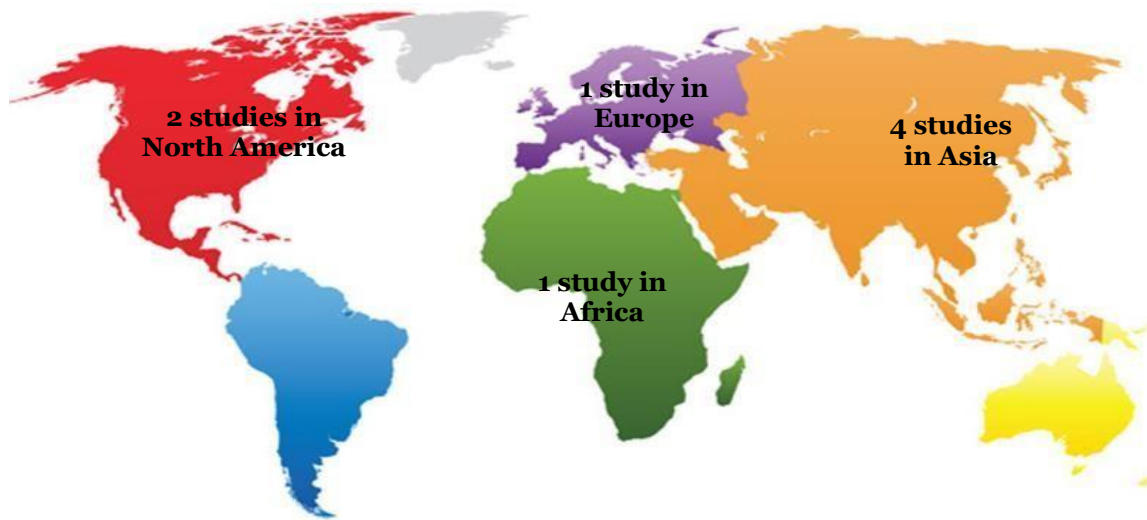 2 studies in
North America
1 study in
Europe
4 studies
in Asia
1 study in
Africa